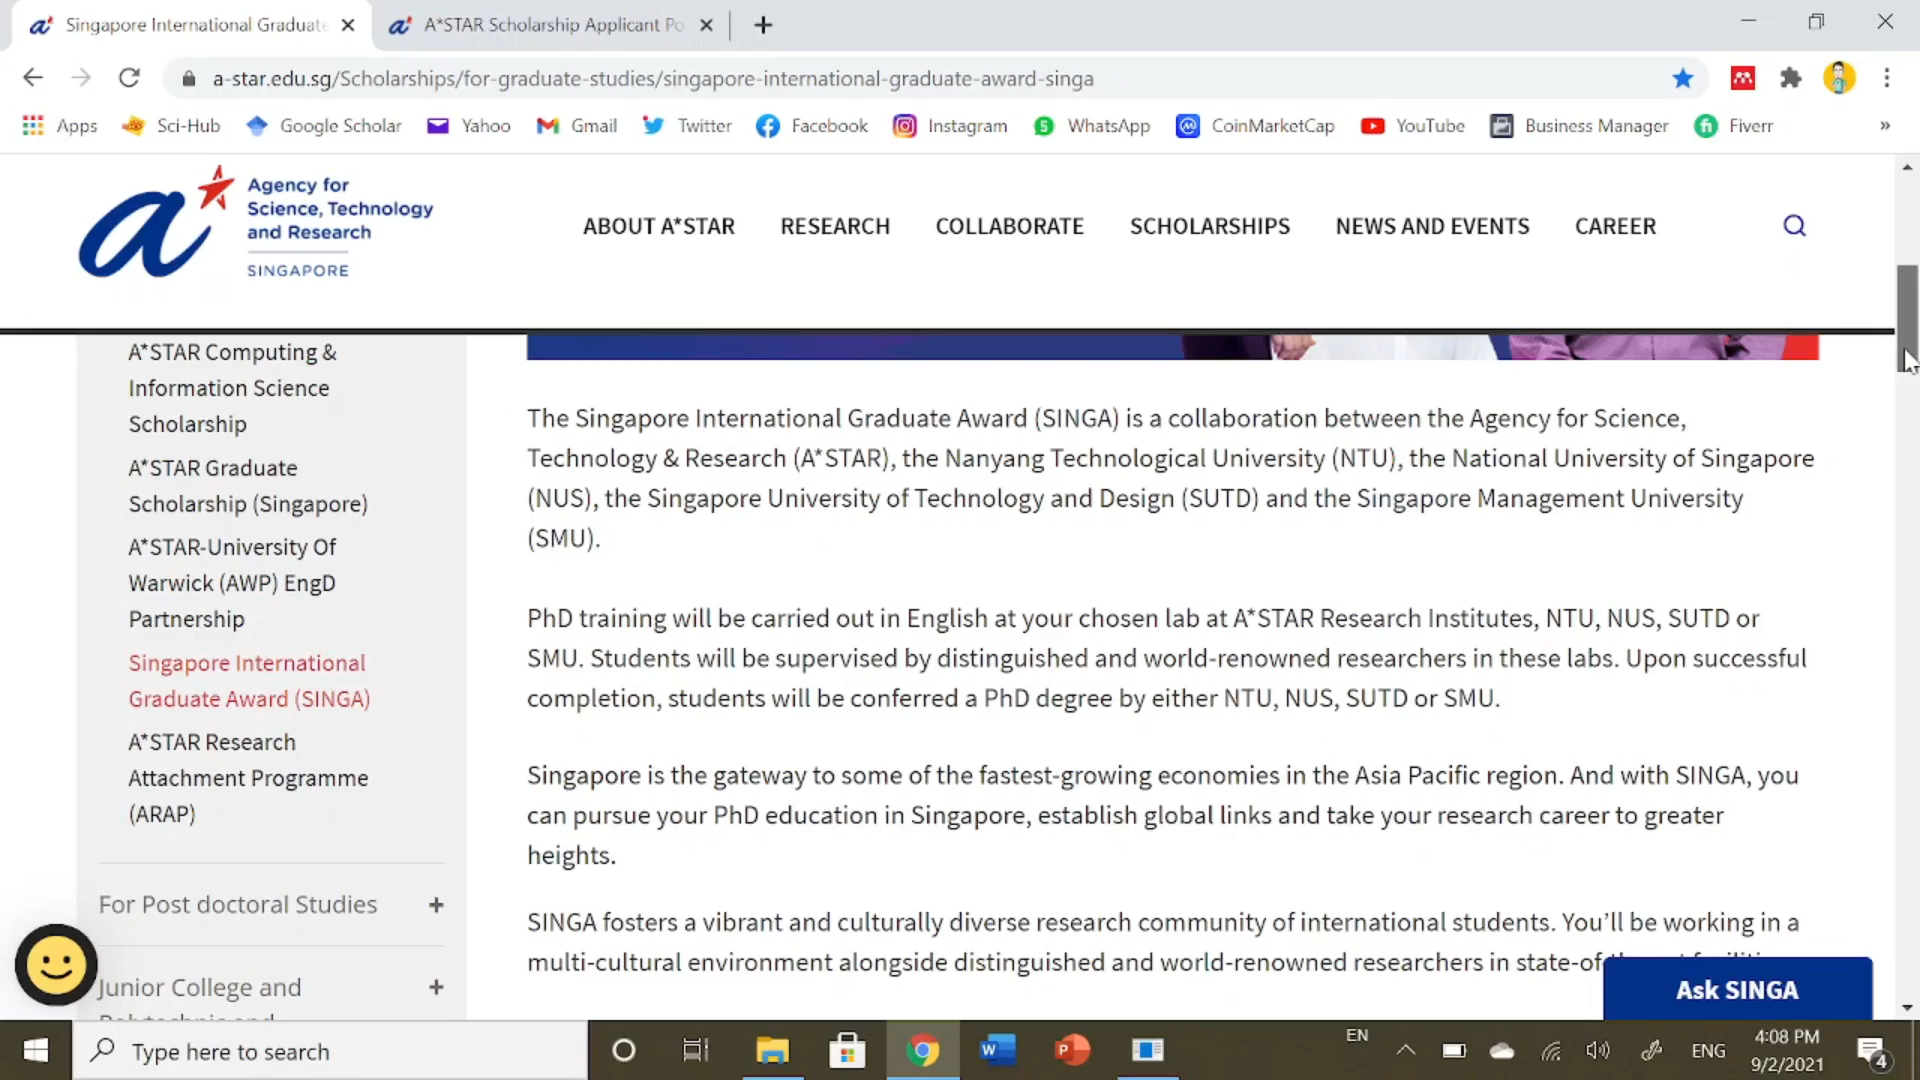 Singapore International Graduate
A*STAR Scholarship Applicant Po
a-star.edu.sg/Scholarships/for-graduate-studies/singapore-international-graduate-award-singa
Apps
Sci-Hub
Google Scholar
Yahoo
Gmail
Twitter
Facebook
Instagram
WhatsApp
CoinMarketCap
YouTube
Business Manager
Fiverr
»
Agency for
Science, Technology
and Research
SINGAPORE
ABOUT A*STAR
RESEARCH
COLLABORATE
SCHOLARSHIPS
NEWS AND EVENTS
CAREER
A*STAR Computing &
Information Science
Scholarship
A*STAR Graduate
Scholarship (Singapore)
A*STAR-University Of
Warwick (AWP) EngD
Partnership
Singapore International
Graduate Award (SINGA)
A*STAR Research
Attachment Programme
(ARAP)
For Post doctoral Studies +
Junior College and +
The Singapore International Graduate Award (SINGA) is a collaboration between the Agency for Science,
Technology & Research (A*STAR), the Nanyang Technological University (NTU), the National University of Singapore
(NUS), the Singapore University of Technology and Design (SUTD) and the Singapore Management University
(SMU).
PhD training will be carried out in English at your chosen lab at A*STAR Research Institutes, NTU, NUS, SUTD or
SMU. Students will be supervised by distinguished and world-renowned researchers in these labs. Upon successful
completion, students will be conferred a PhD degree by either NTU, NUS, SUTD or SMU.
Singapore is the gateway to some of the fastest-growing economies in the Asia Pacific region. And with SINGA, you
can pursue your PhD education in Singapore, establish global links and take your research career to greater
heights.
SINGA fosters a vibrant and culturally diverse research community of international students. You’ll be working in a
multi-cultural environment alongside distinguished and world-renowned researchers in
Ask SINGA
Type here to search
EN
ENG
4:08 PM
9/2/2021
4